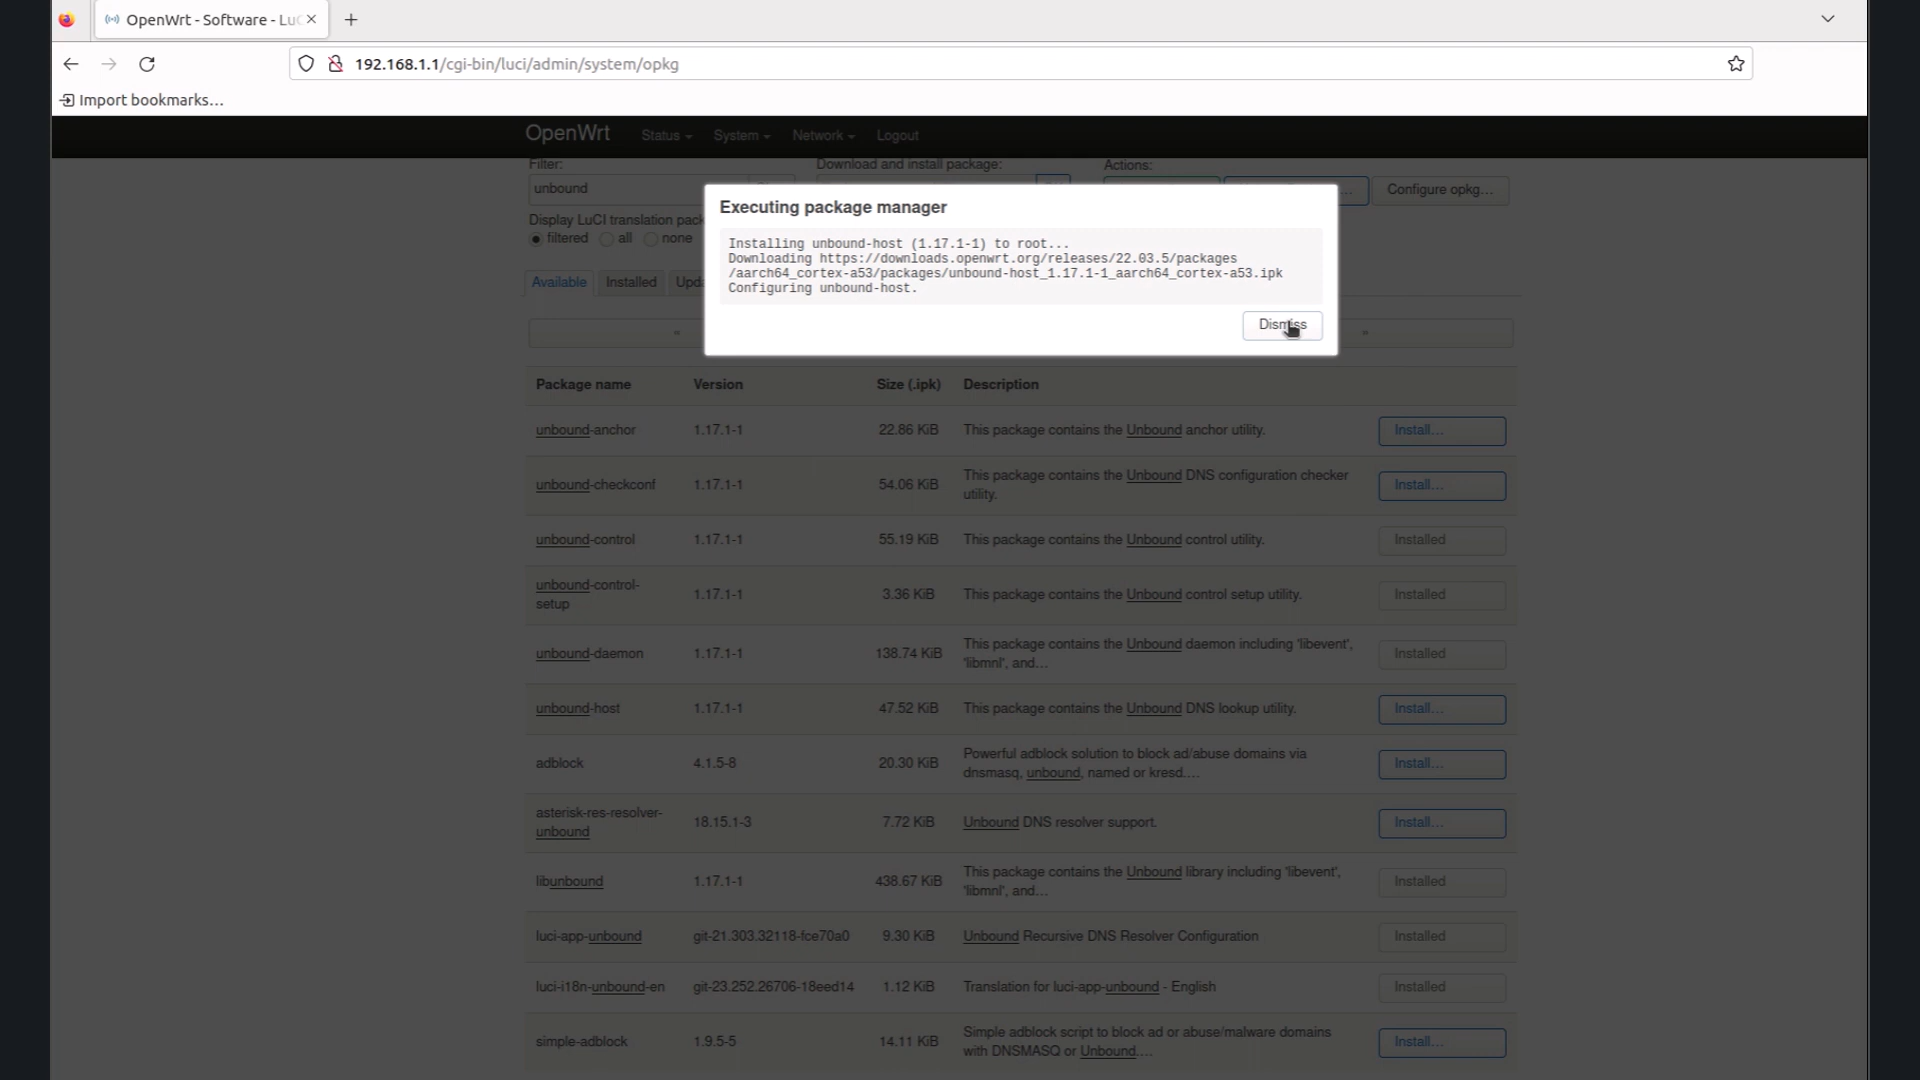 OpenWrt - Software - LuC
192.168.1.1/cgi-bin/luci/admin/system/opkg
Import bookmarks…
OpenWrt Status System Network Logout
Filter: Download and install package: Actions:
unbound ... Configure opkg…
Display LuCI translation pack
filtered all none
Available Installed Upda
« »
Executing package manager
Installing unbound-host (1.17.1-1) to root...
Downloading https://downloads.openwrt.org/releases/22.03.5/packages
/aarch64_cortex-a53/packages/unbound-host_1.17.1-1_aarch64_cortex-a53.ipk
Configuring unbound-host.
Dismiss
Package name Version Size (.ipk) Description
unbound-anchor 1.17.1-1 22.86 KiB This package contains the Unbound anchor utility. Install…
unbound-checkconf 1.17.1-1 54.06 KiB This package contains the Unbound DNS configuration checker
utility. Install…
unbound-control 1.17.1-1 55.19 KiB This package contains the Unbound control utility. Installed
unbound-control-
setup 1.17.1-1 3.36 KiB This package contains the Unbound control setup utility. Installed
unbound-daemon 1.17.1-1 138.74 KiB This package contains the Unbound daemon including 'libevent',
'libmnl', and… Installed
unbound-host 1.17.1-1 47.52 KiB This package contains the Unbound DNS lookup utility. Install…
adblock 4.1.5-8 20.30 KiB Powerful adblock solution to block ad/abuse domains via
dnsmasq, unbound, named or kresd.… Install…
asterisk-res-resolver-
unbound 18.15.1-3 7.72 KiB Unbound DNS resolver support. Install…
libunbound 1.17.1-1 438.67 KiB This package contains the Unbound library including 'libevent',
'libmnl', and… Installed
luci-app-unbound git-21.303.32118-fce70a0 9.30 KiB Unbound Recursive DNS Resolver Configuration Installed
luci-i18n-unbound-en git-23.252.26706-18eed14 1.12 KiB Translation for luci-app-unbound - English Installed
simple-adblock 1.9.5-5 14.11 KiB Simple adblock script to block ad or abuse/malware domains
with DNSMASQ or Unbound.… Install…